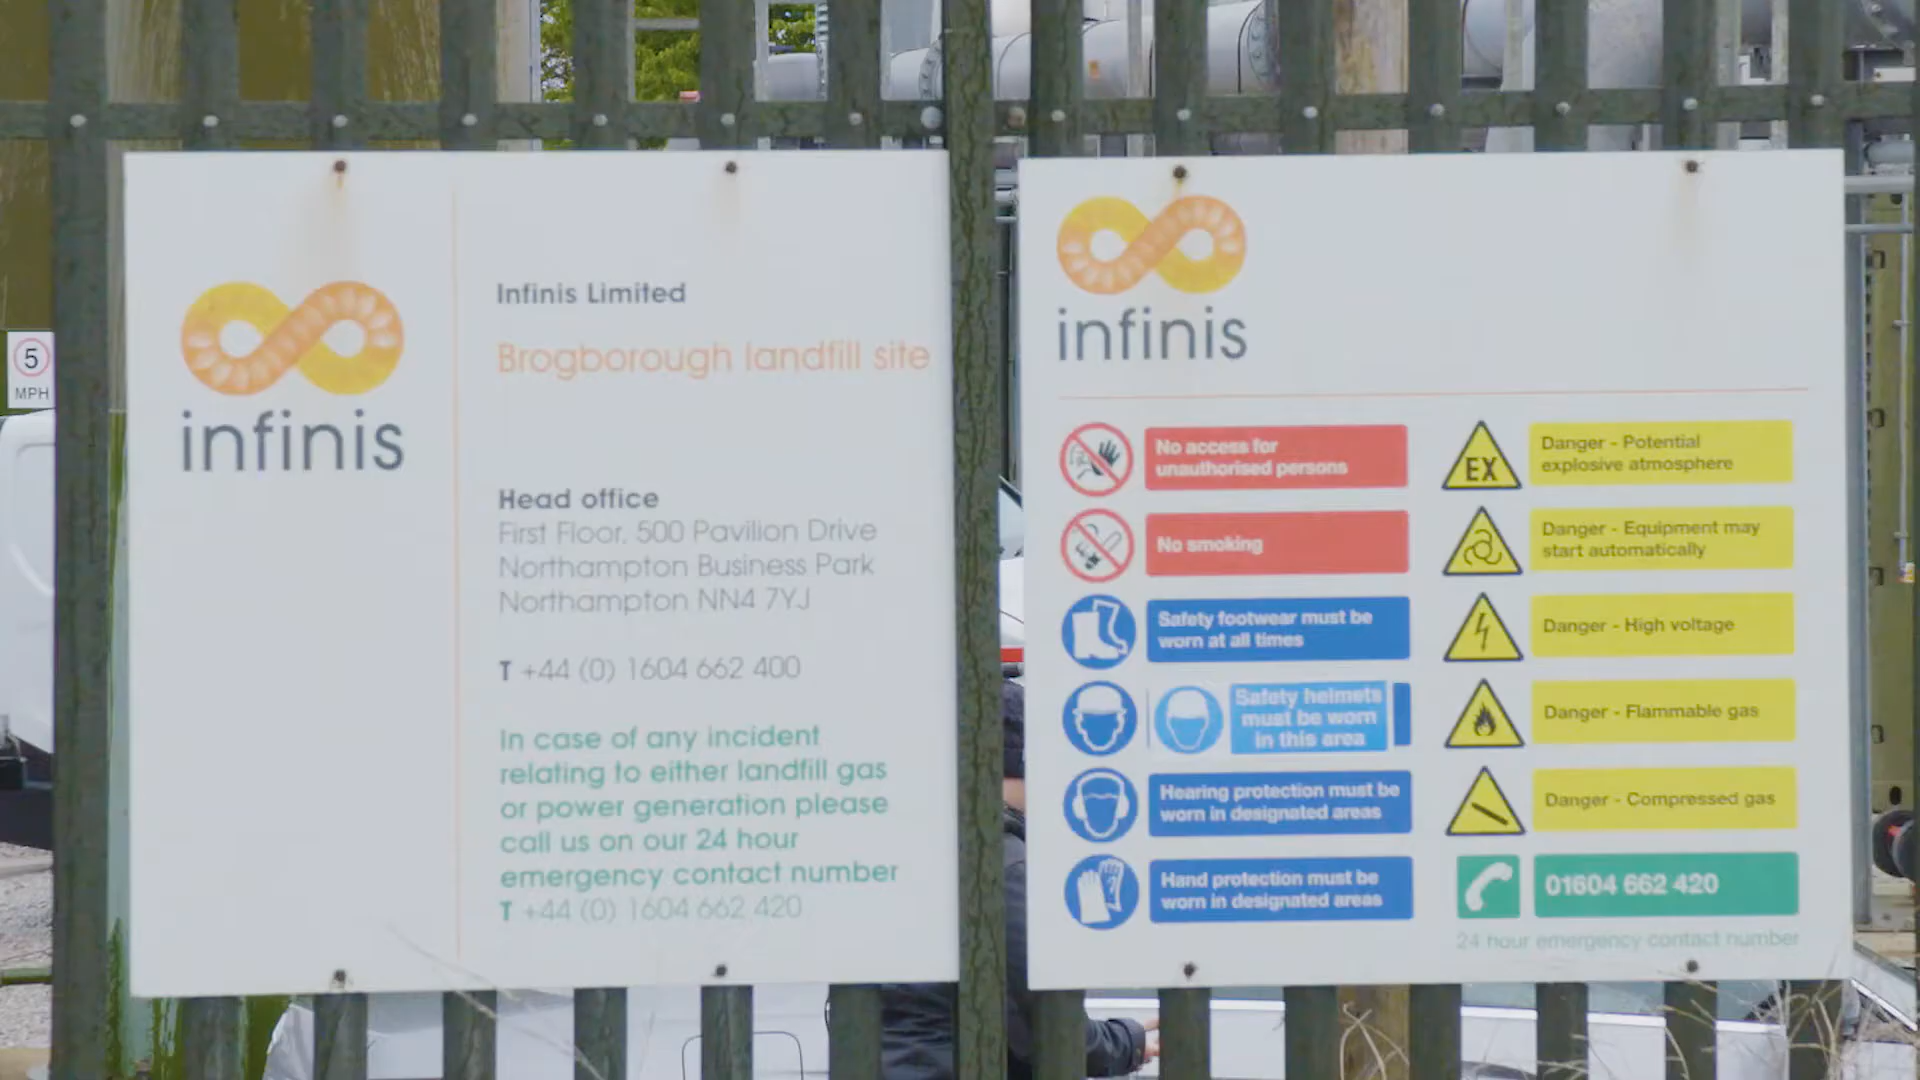 5
MPH
infinis
Infinis Limited
Brogborough landfill site
Head office
First Floor, 500 Pavilion Drive
Northampton Business Park
Northampton NN4 7YJ
T +44 (0) 1604 662 400
In case of any incident
relating to either landfill gas
or power generation please
call us on our 24 hour
emergency contact number
T +44 (0) 1604 662 420
infinis
No access for
unauthorised persons
No smoking
Safety footwear must be
worn at all times
Safety helmets
must be worn
in this area
Hearing protection must be
worn in designated areas
Hand protection must be
worn in designated areas
EX
Danger - Potential
explosive atmosphere
Danger - Equipment may
start automatically
Danger - High voltage
Danger - Flammable gas
Danger - Compressed gas
01604 662 420
24 hour emergency contact number